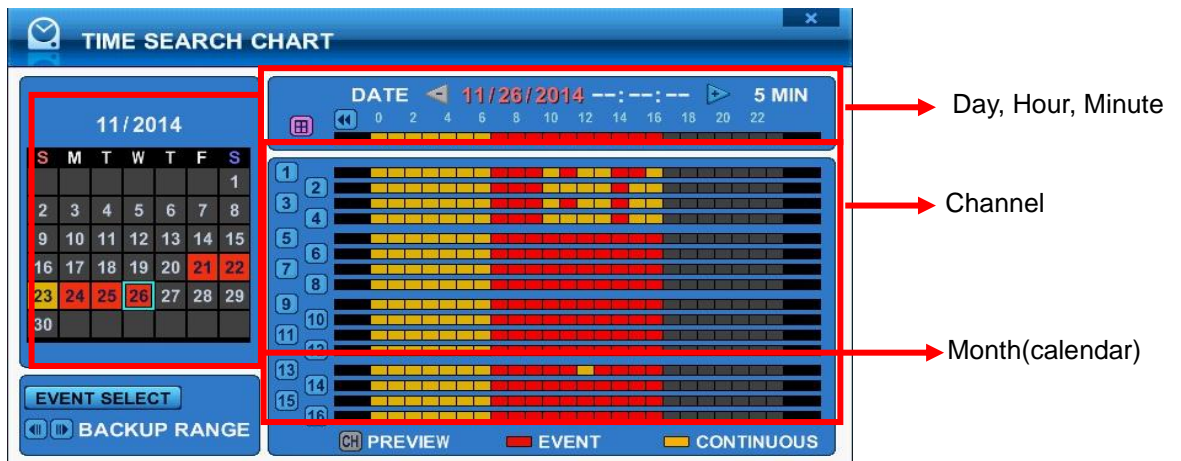 ×
TIME SEARCH CHART
DATE 11/26/2014 --:--:-- 5 MIN
0 2 4 6 8 10 12 14 16 18 20 22
11/2014
S M T W T F S
1
2 3 4 5 6 7 8
9 10 11 12 13 14 15
16 17 18 19 20 21 22
23 24 25 26 27 28 29
30
EVENT SELECT
BACKUP RANGE
1
2
3
4
5
6
7
8
9
10
11
12
13
14
15
16
CH PREVIEW EVENT CONTINUOUS
Day, Hour, Minute
Channel
Month(calendar)